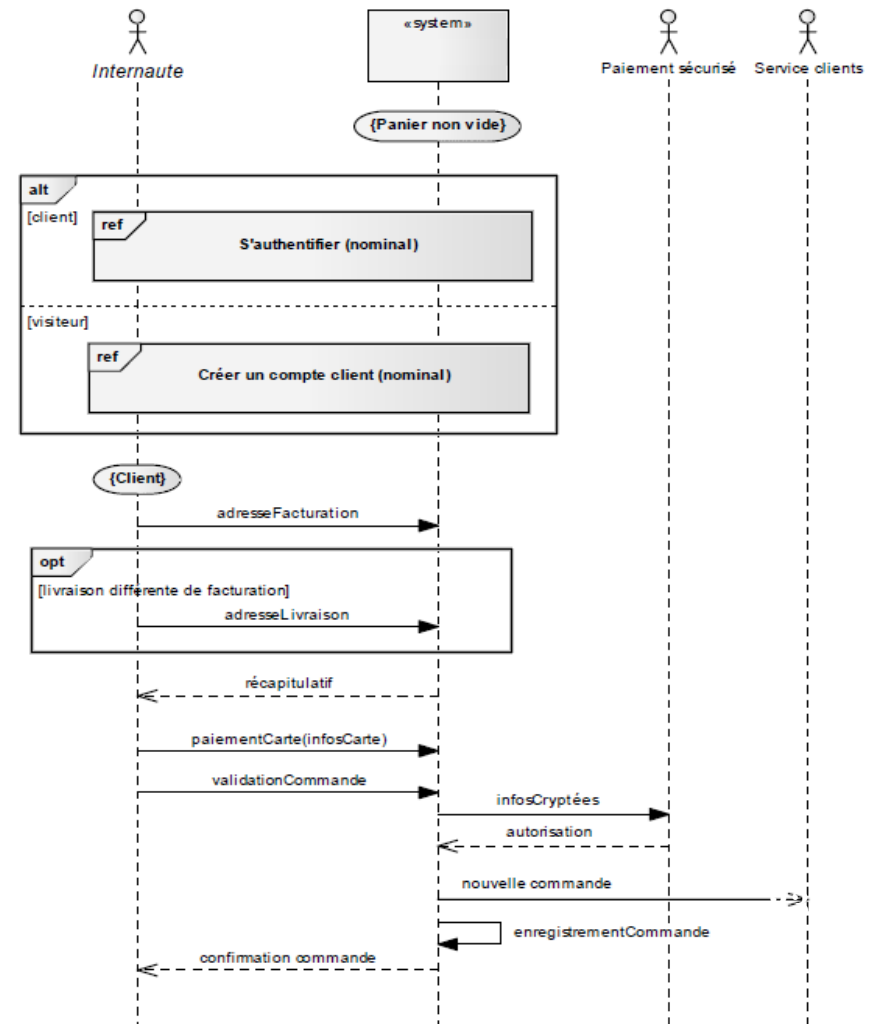 «system»
Internaute
Paiement sécurisé
Service clients
{Panier non vide}
alt
[client]
ref
S'authentifier (nominal)
[visiteur]
ref
Créer un compte client (nominal)
{Client}
adresseFacturation
opt
[livraison différente de facturation]
adresseLivraison
récapitulatif
paiementCarte(infosCarte)
validationCommande
infosCryptées
autorisation
nouvelle commande
enregistrementCommande
confirmation commande